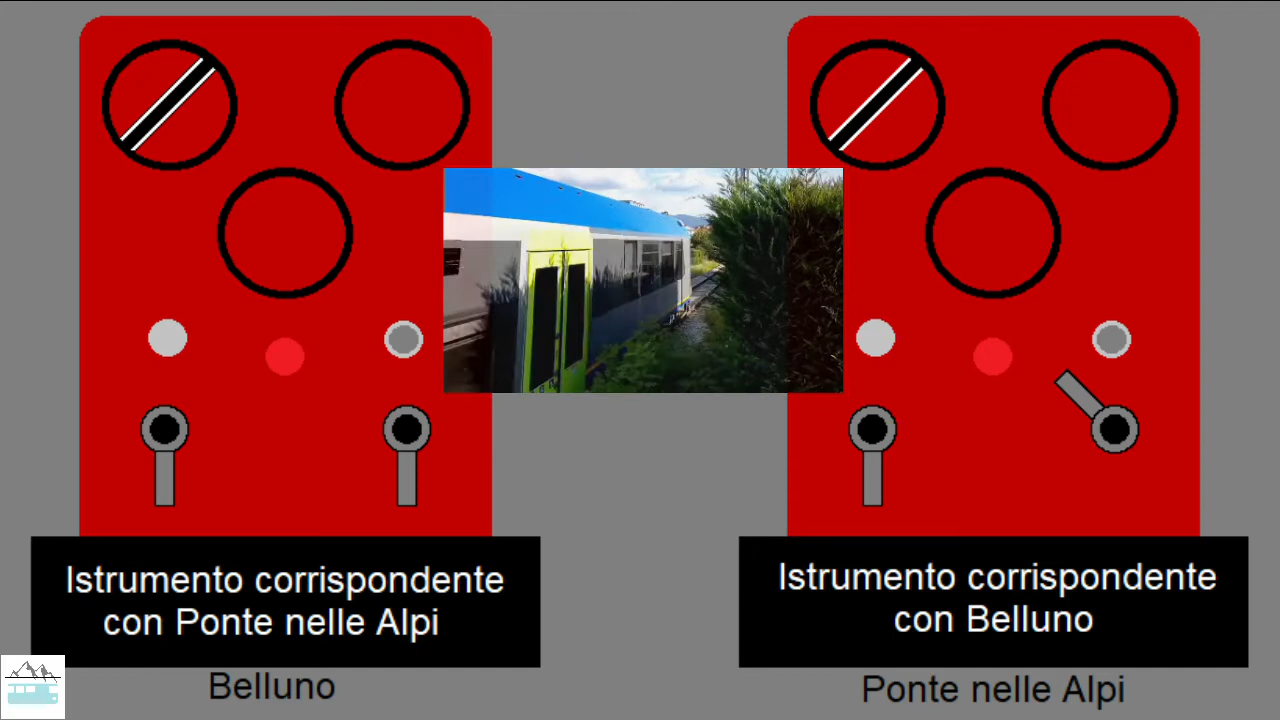 Istrumento corrispondente
con Ponte nelle Alpi
Belluno
Istrumento corrispondente
con Belluno
Ponte nelle Alpi